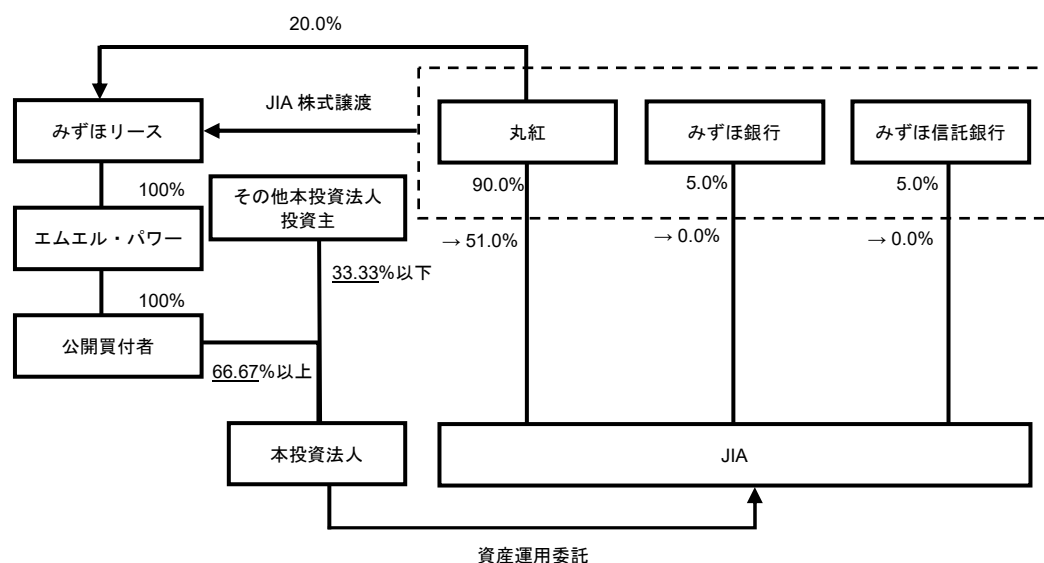 20.0%
JIA 株式譲渡
みずほリース
丸紅
みずほ銀行
みずほ信託銀行
100%
90.0%
5.0%
5.0%
その他本投資法人
投資主
エムエル・パワー
→ 51.0%
→ 0.0%
→ 0.0%
33.33%以下
100%
公開買付者
66.67%以上
本投資法人
JIA
資産運用委託